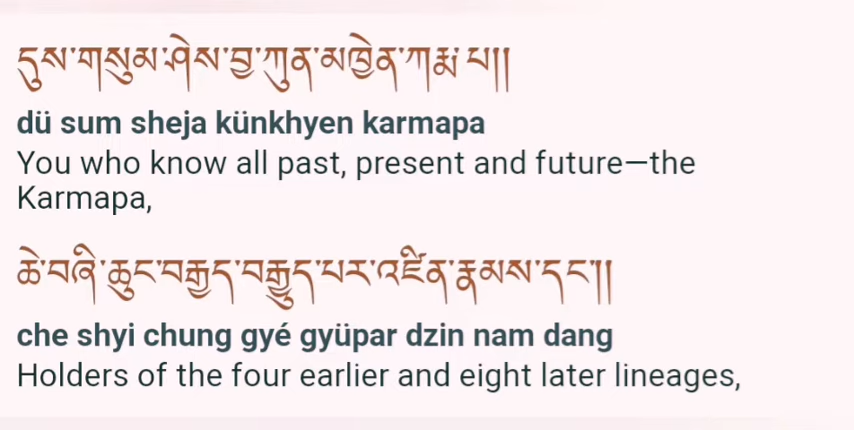 དུས་གསུམ་ཤེས་བྱ་ཀུན་མཁྱེན་ཀརྨ་པ།།
dü sum sheja künkhyen karmapa
You who know all past, present and future—the
Karmapa,
ཆེ་བཞི་ཆུང་བརྒྱད་བརྒྱུད་པར་འཛིན་རྣམས་དང་།།
che shyi chung gyé gyüpar dzin nam dang
Holders of the four earlier and eight later lineages,